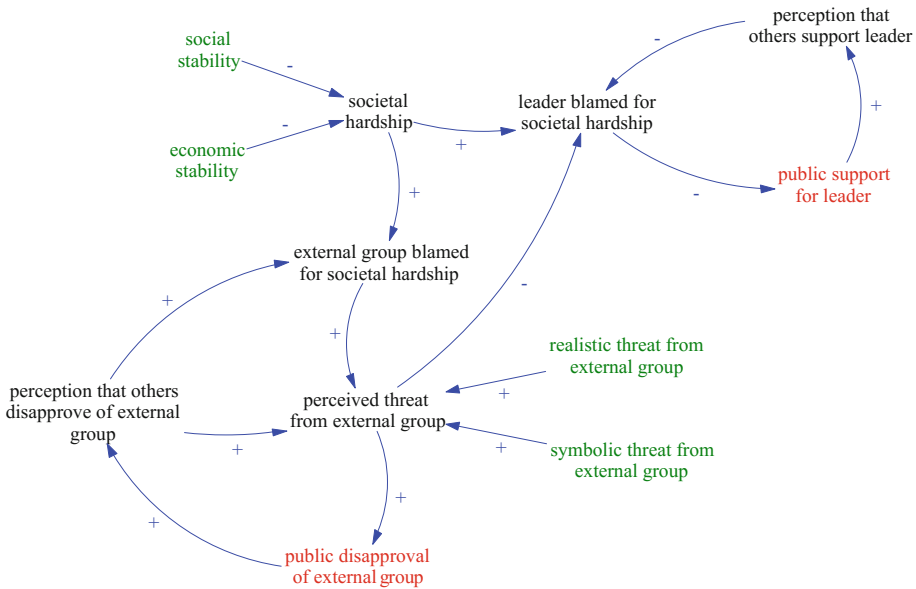 perception that
others support leader
-
social
stability
-
societal
hardship
leader blamed for
societal hardship
+
-
economic
stability
+
public support
for leader
-
+
external group blamed
for societal hardship
+
-
+
realistic threat from
external group
+
perception that others
disapprove of external
group
perceived threat
from external group
+
+
symbolic threat from
external group
+
+
public disapproval
of external group